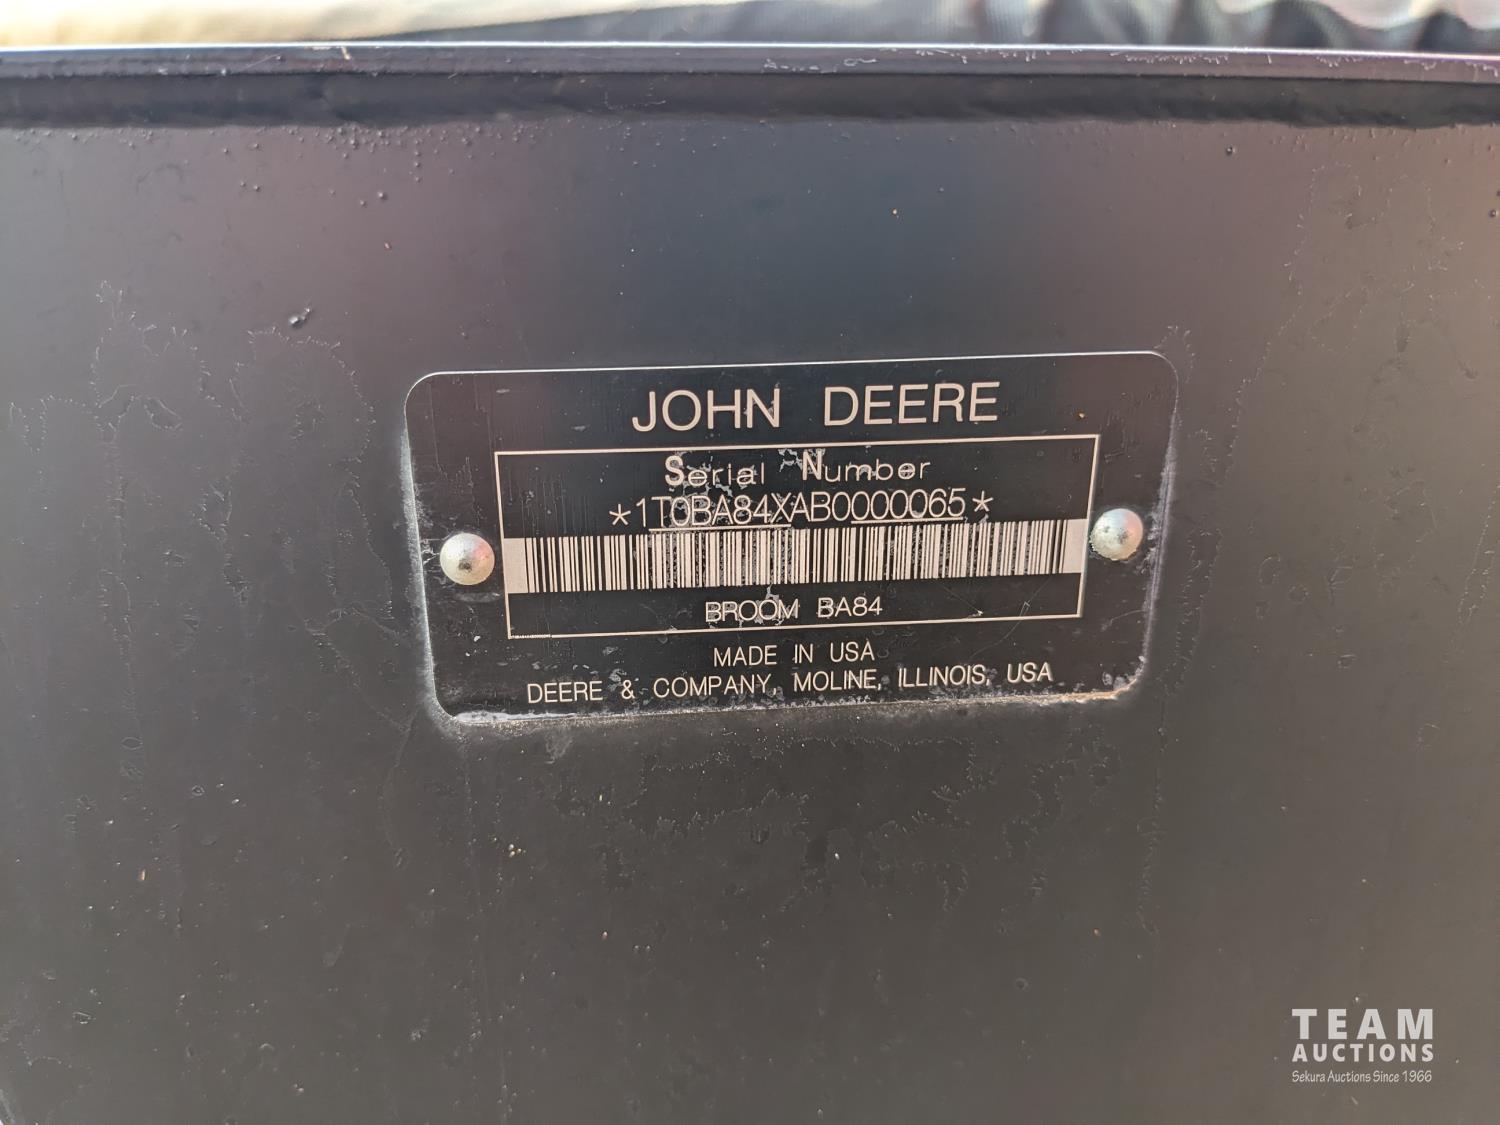 JOHN DEERE
Serial Number
*1T0BA84XAB0000065*
BROOM BA84
MADE IN USA
DEERE & COMPANY, MOLINE, ILLINOIS, USA
TEAM
AUCTIONS
Sekura Auctions Since 1966